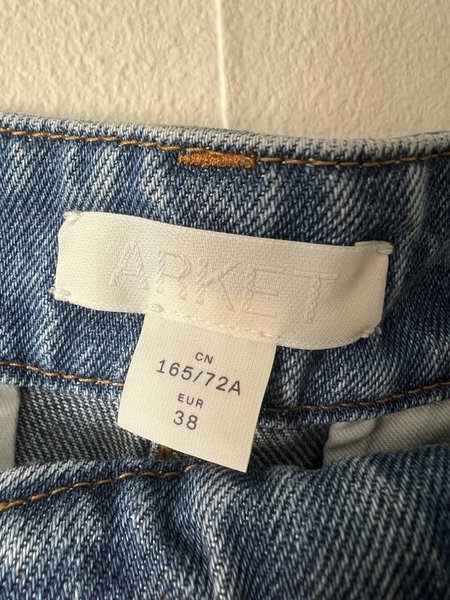 ARKET
CN
165/72A
EUR
38